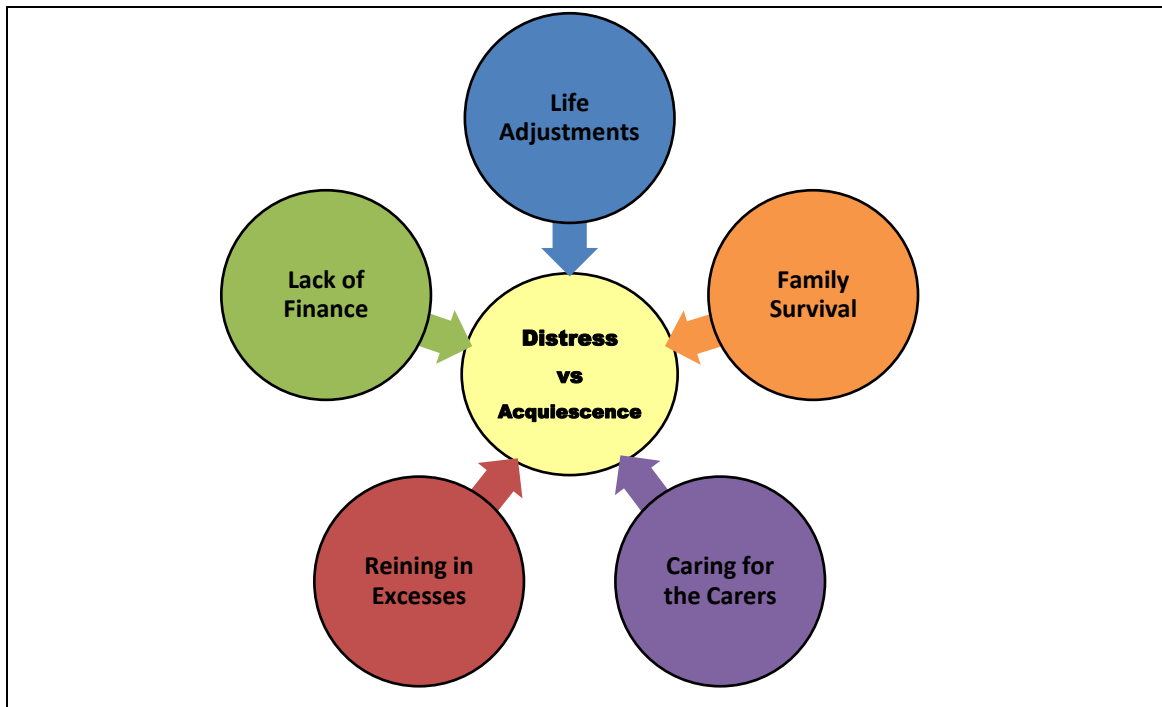 Life
Adjustments
Lack of
Finance
Family
Survival
Distress
vs
Acquiescence
Reining in
Excesses
Caring for
the Carers